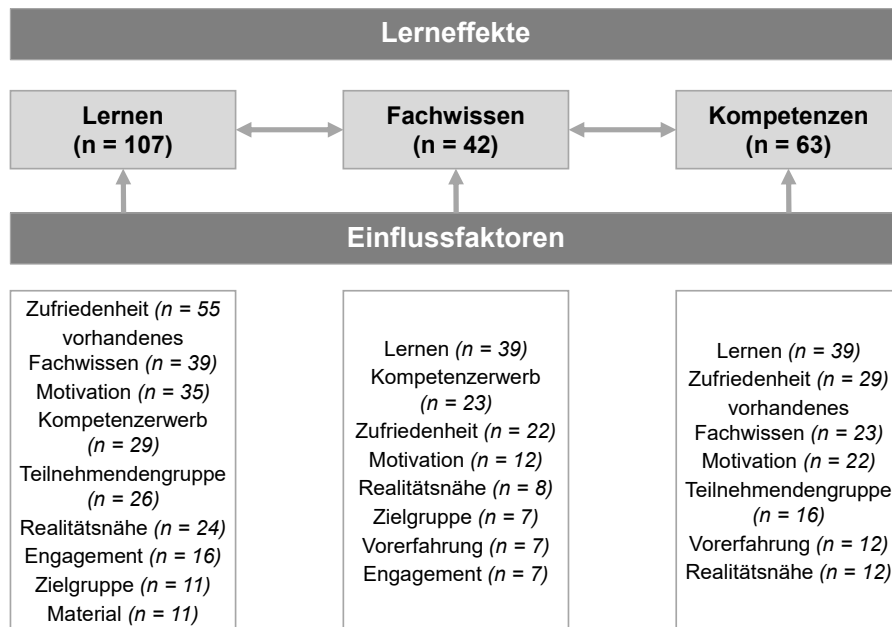 Lerneffekte
Lernen
(n = 107)
Fachwissen
(n = 42)
Kompetenzen
(n = 63)
Einflussfaktoren
Zufriedenheit (n = 55
vorhandenes
Fachwissen (n = 39)
Motivation (n = 35)
Kompetenzerwerb
(n = 29)
Teilnehmendengruppe
(n = 26)
Realitätsnähe (n = 24)
Engagement (n = 16)
Zielgruppe (n = 11)
Material (n = 11)
Lernen (n = 39)
Kompetenzerwerb
(n = 23)
Zufriedenheit (n = 22)
Motivation (n = 12)
Realitätsnähe (n = 8)
Zielgruppe (n = 7)
Vorerfahrung (n = 7)
Engagement (n = 7)
Lernen (n = 39)
Zufriedenheit (n = 29)
vorhandenes
Fachwissen (n = 23)
Motivation (n = 22)
Teilnehmendengruppe
(n = 16)
Vorerfahrung (n = 12)
Realitätsnähe (n = 12)